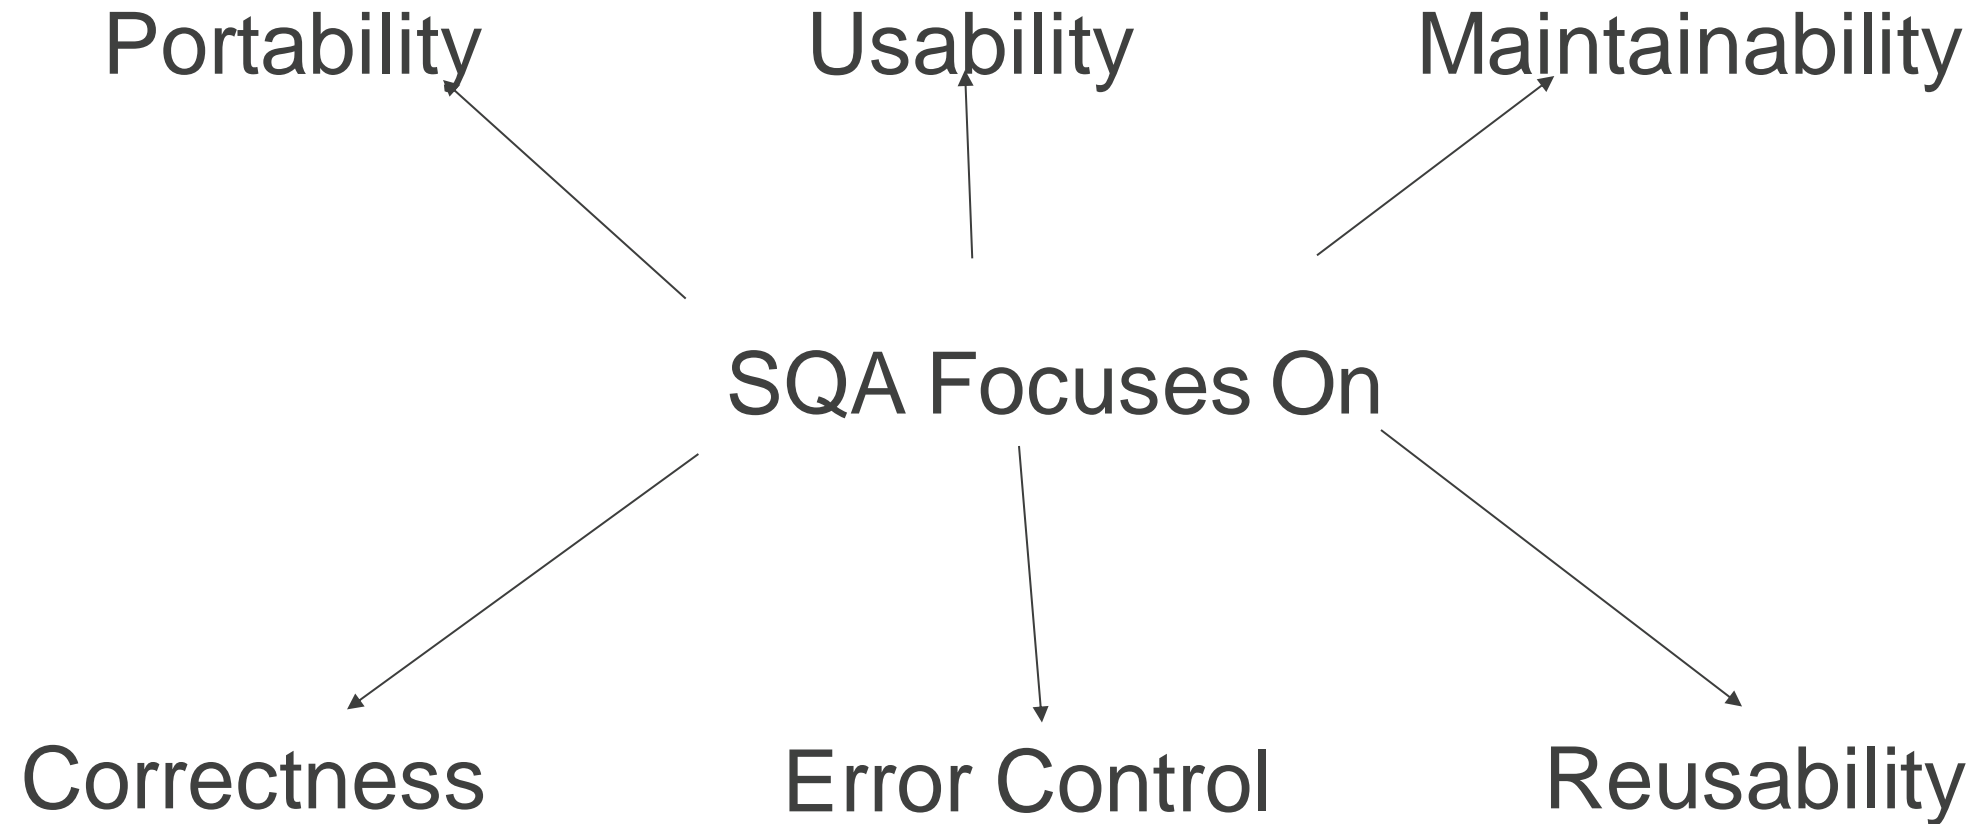 Portability
Usability
Maintainability
SQA Focuses On
Correctness
Error Control
Reusability